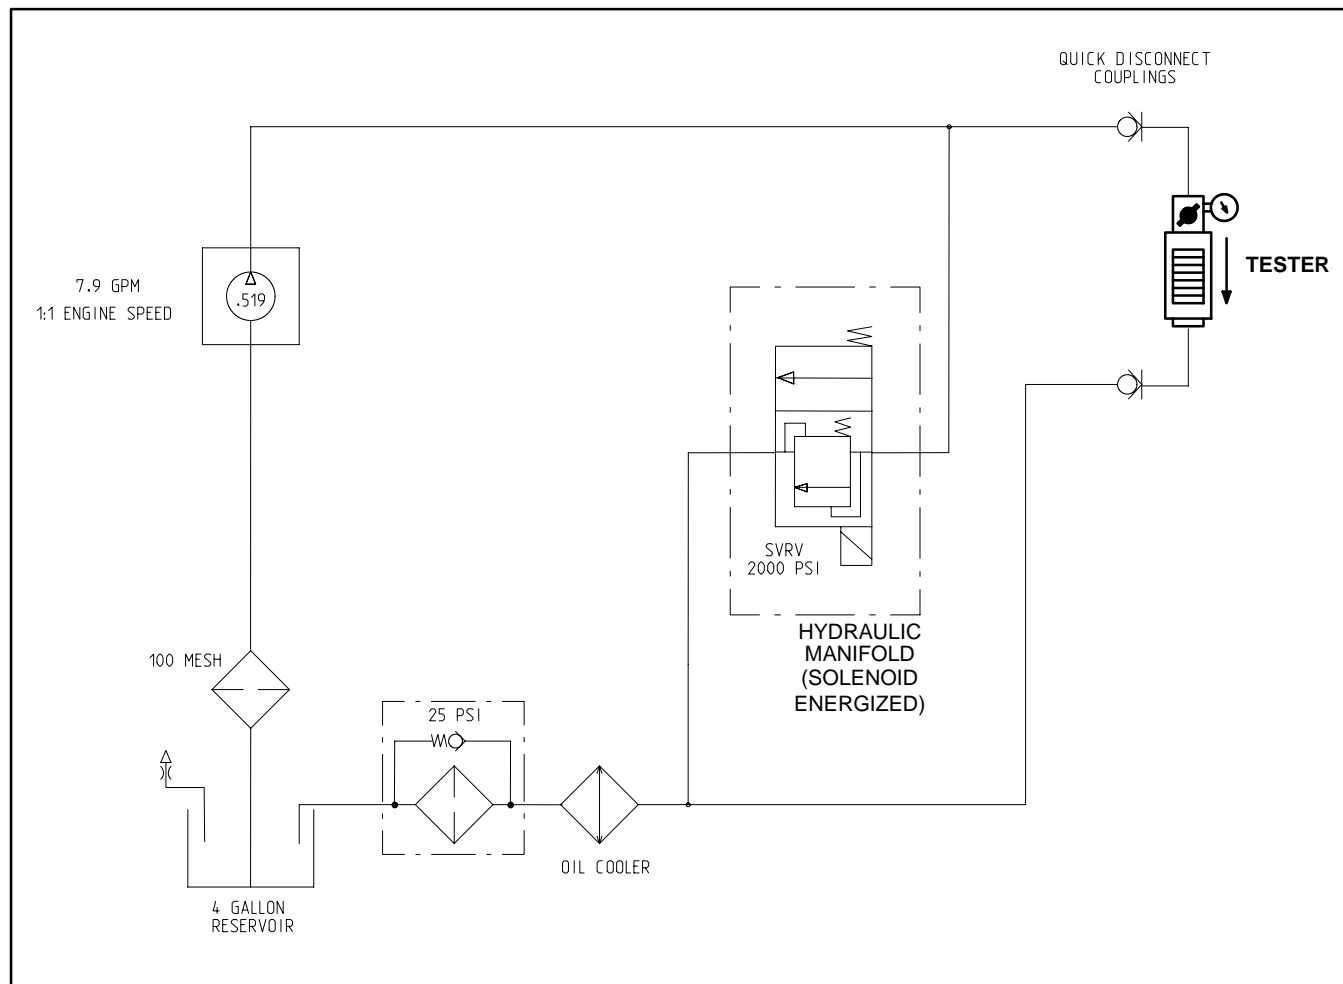 QUICK DISCONNECT
COUPLINGS
7.9 GPM
1:1 ENGINE SPEED
.519
TESTER
SVRV
2000 PSI
HYDRAULIC
MANIFOLD
(SOLENOID
ENERGIZED)
100 MESH
25 PSI
OIL COOLER
4 GALLON
RESERVOIR